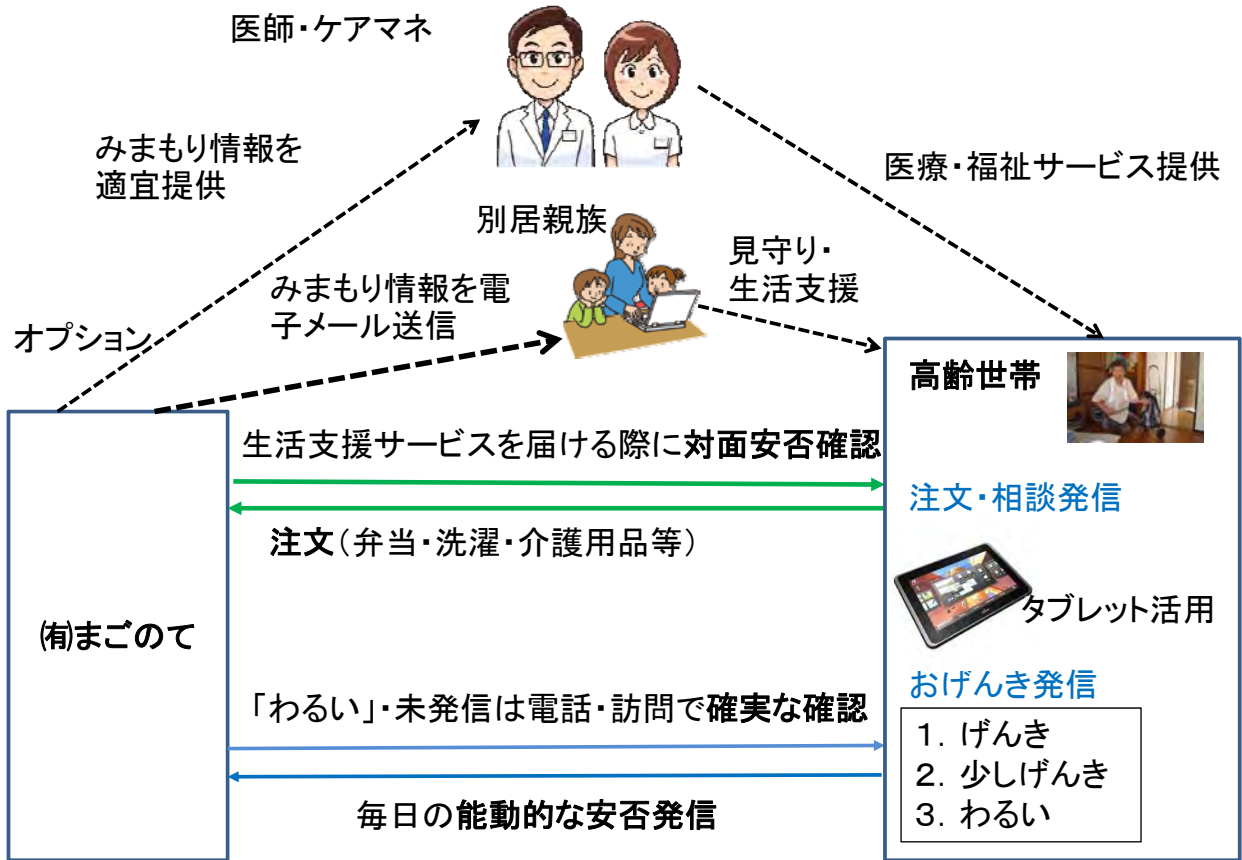 医師・ケアマネ
みまもり情報を
適宜提供
医療・福祉サービス提供
別居親族
見守り・
生活支援
みまもり情報を電
子メール送信
オプション
高齢世帯
生活支援サービスを届ける際に対面安否確認
注文・相談発信
注文（弁当・洗濯・介護用品等）
タブレット活用
㈲まごのて
おげんき発信
「わるい」・未発信は電話・訪問で確実な確認
1．げんき
2．少しげんき
3．わるい
毎日の能動的な安否発信